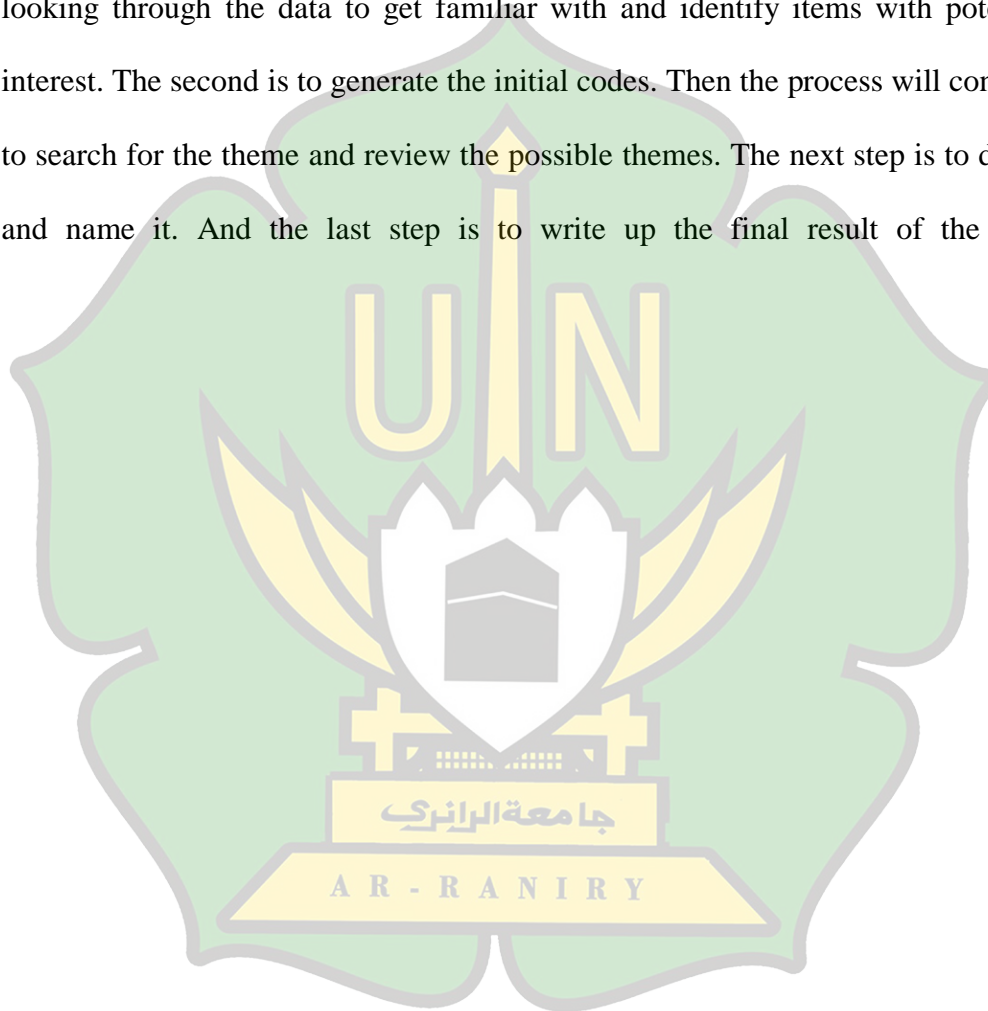 looking through the data to get familiar with and identify items with
interest. The second is to generate the initial codes. Then the process will
to search for the theme and review the possible themes. The next step is to
and name it. And the last step is to write up the final result of the
UIN
جامعةالرانري
AR-RANIRY